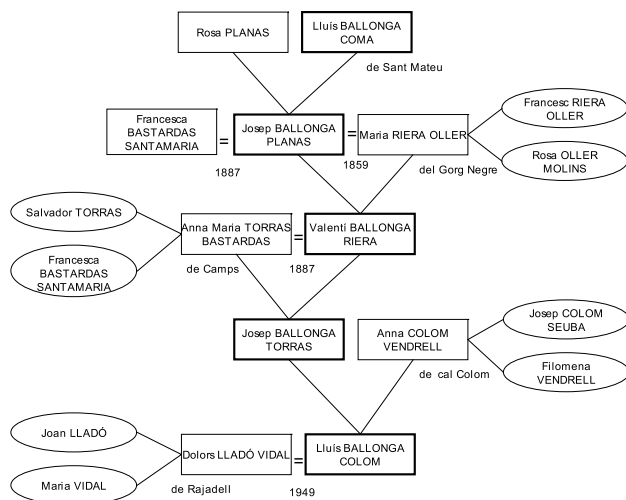 Rosa PLANAS
Lluís BALLONGA
COMA
de Sant Mateu
Francesca
BASTARDAS
SANTAMARIA
=
Josep BALLONGA
PLANAS
=
Maria RIERA OLLER
Francesc RIERA
OLLER
Rosa OLLER
MOLINS
1887
1859
del Gorg Negre
Salvador TORRAS
Francesca
BASTARDAS
SANTAMARIA
Anna Maria TORRAS
BASTARDAS
=
Valentí BALLONGA
RIERA
de Camps
1887
Josep BALLONGA
TORRAS
Anna COLOM
VENDRELL
Josep COLOM
SEUBA
Filomena
VENDRELL
de cal Colom
Joan LLADÓ
Maria VIDAL
Dolors LLADÓ VIDAL
=
Lluís BALLONGA
COLOM
de Rajadell
1949